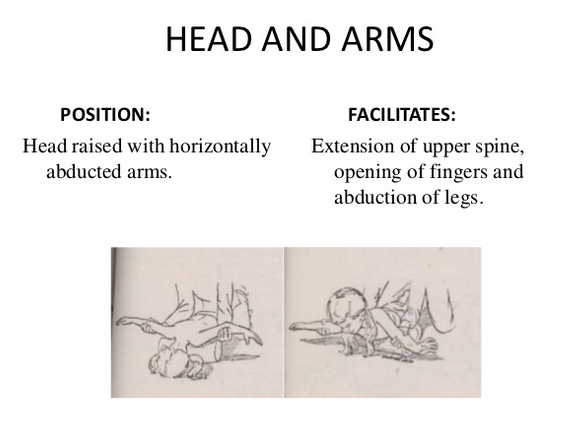 HEAD AND ARMS
POSITION:
Head raised with horizontally
abducted arms.
FACILITATES:
Extension of upper spine,
opening of fingers and
abduction of legs.